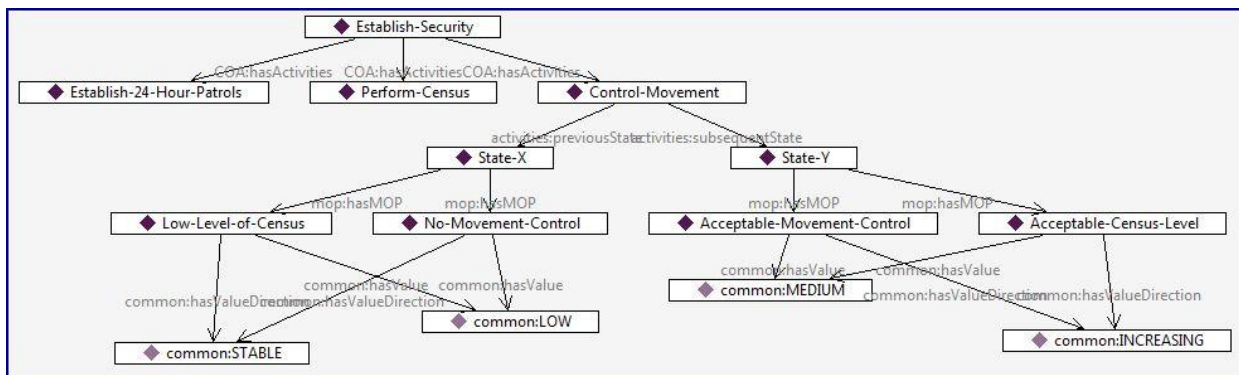 Establish-Security
COA:hasActivities COA:hasActivities COA:hasActivities
Establish-24-Hour-Patrols Perform-Census Control-Movement
activities:previousState activities:subsequentState
State-X State-Y
mop:hasMOP mop:hasMOP mop:hasMOP mop:hasMOP
Low-Level-of-Census No-Movement-Control Acceptable-Movement-Control Acceptable-Census-Level
common:hasValue common:hasValue
common:hasValue common:hasValue
common:MEDIUM
common:hasValueDirection common:hasValueDirection common:hasValueDirection common:hasValueDirection
common:LOW
common:STABLE common:INCREASING